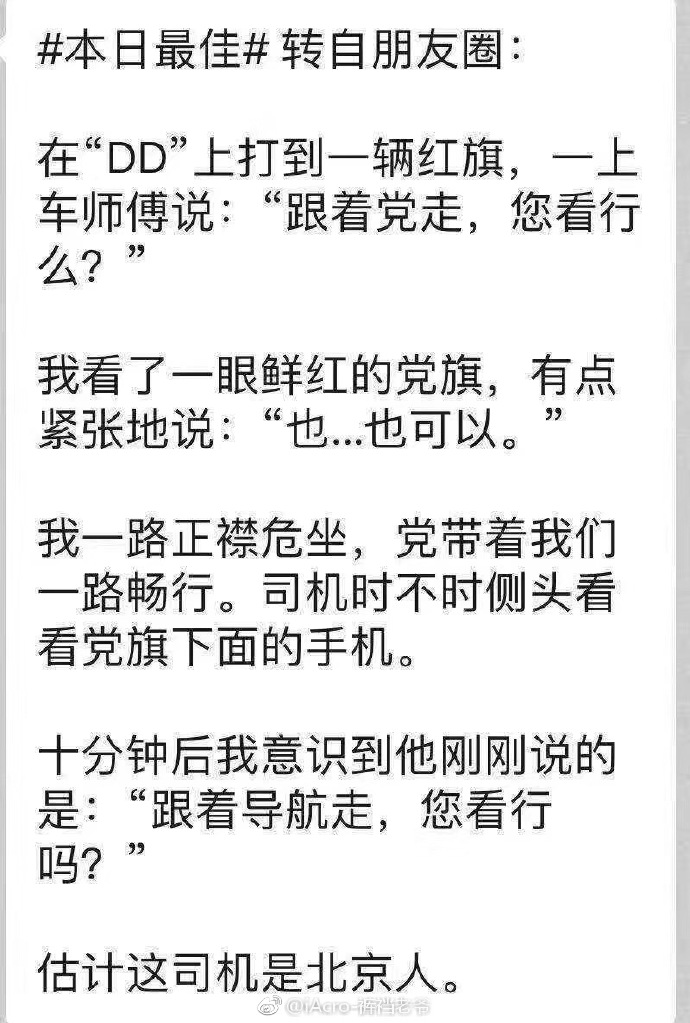 #本日最佳# 转自朋友圈：
在“DD”上打到一辆红旗，一上
车师傅说：“跟着党走，您看行
么？”
我看了一眼鲜红的党旗，有点
紧张地说：“也...也可以。”
我一路正襟危坐，党带着我们
一路畅行。司机时不时侧头看
看党旗下面的手机。
十分钟后我意识到他刚刚说的
是：“跟着导航走，您看行
吗？”
估计这司机是北京人。
@iAcro-裤裆老爷